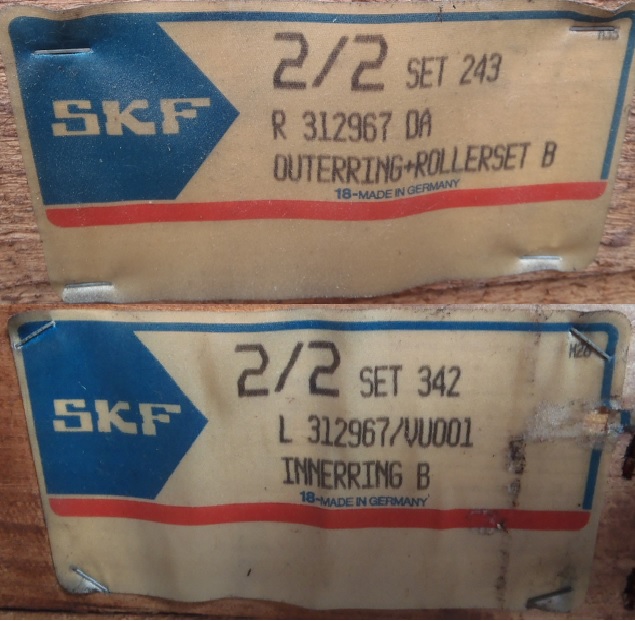 2/2 SET 243
SKF
R 312967 DA
OUTERRING+ROLLERSET B
18-MADE IN GERMANY
2/2 SET 342
SKF
L 312967/VU001
INNERRING B
18-MADE IN GERMANY